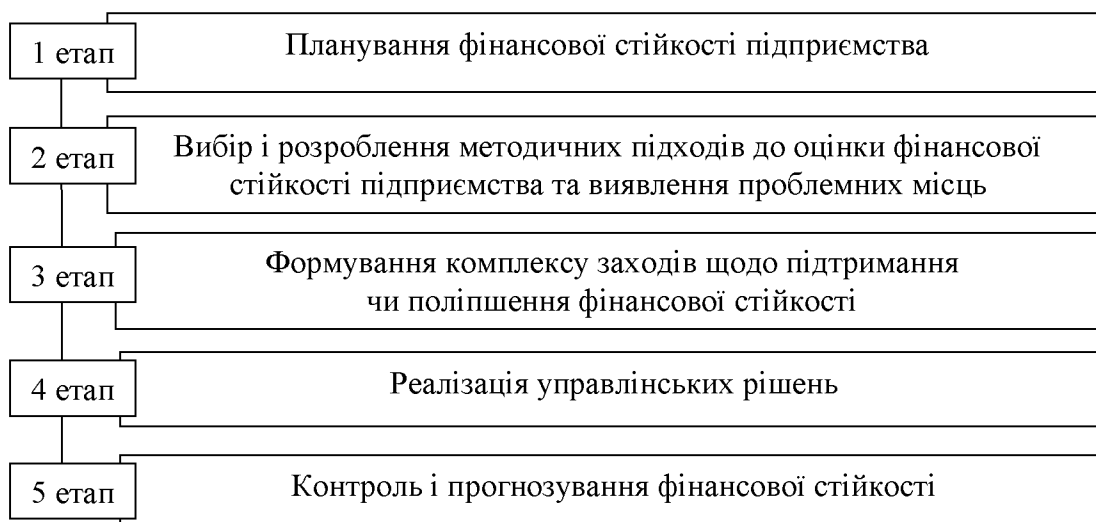 1 етап
Планування фінансової стійкості підприємства
2 етап
Вибір і розроблення методичних підходів до оцінки фінансової
стійкості підприємства та виявлення проблемних місць
3 етап
Формування комплексу заходів щодо підтримання
чи поліпшення фінансової стійкості
4 етап
Реалізація управлінських рішень
5 етап
Контроль і прогнозування фінансової стійкості